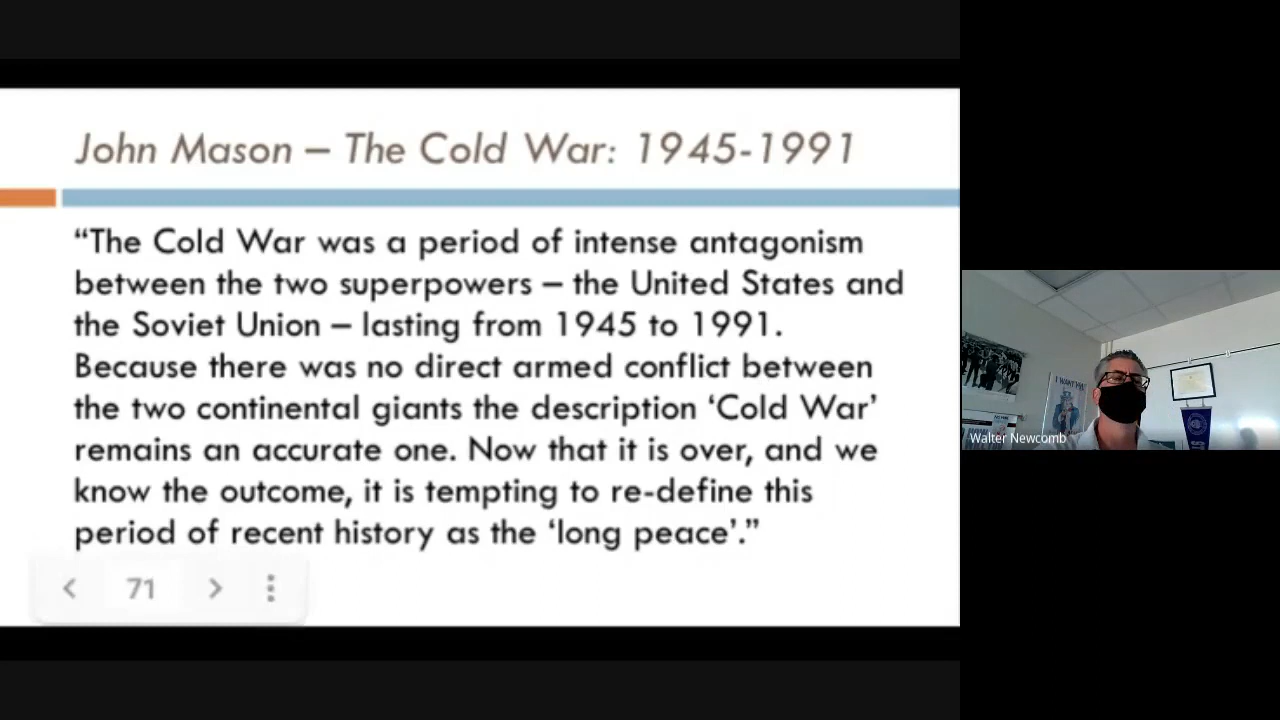 John Mason – The Cold War: 1945-1991
“The Cold War was a period of intense antagonism
between the two superpowers – the United States and
the Soviet Union – lasting from 1945 to 1991.
Because there was no direct armed conflict between
the two continental giants the description ‘Cold War’
remains an accurate one. Now that it is over, and we
know the outcome, it is tempting to re-define this
period of recent history as the ‘long peace’.”
71
I WANT YOU
Walter Newcomb